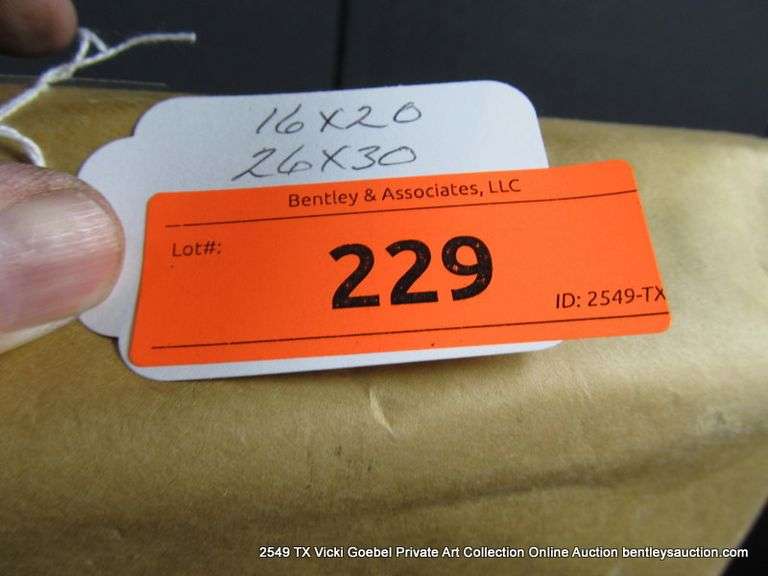 16X20
26X30
Bentley & Associates, LLC
Lot#:
229
ID: 2549-TX
2549 TX Vicki Goebel Private Art Collection Online Auction bentleysauction.com